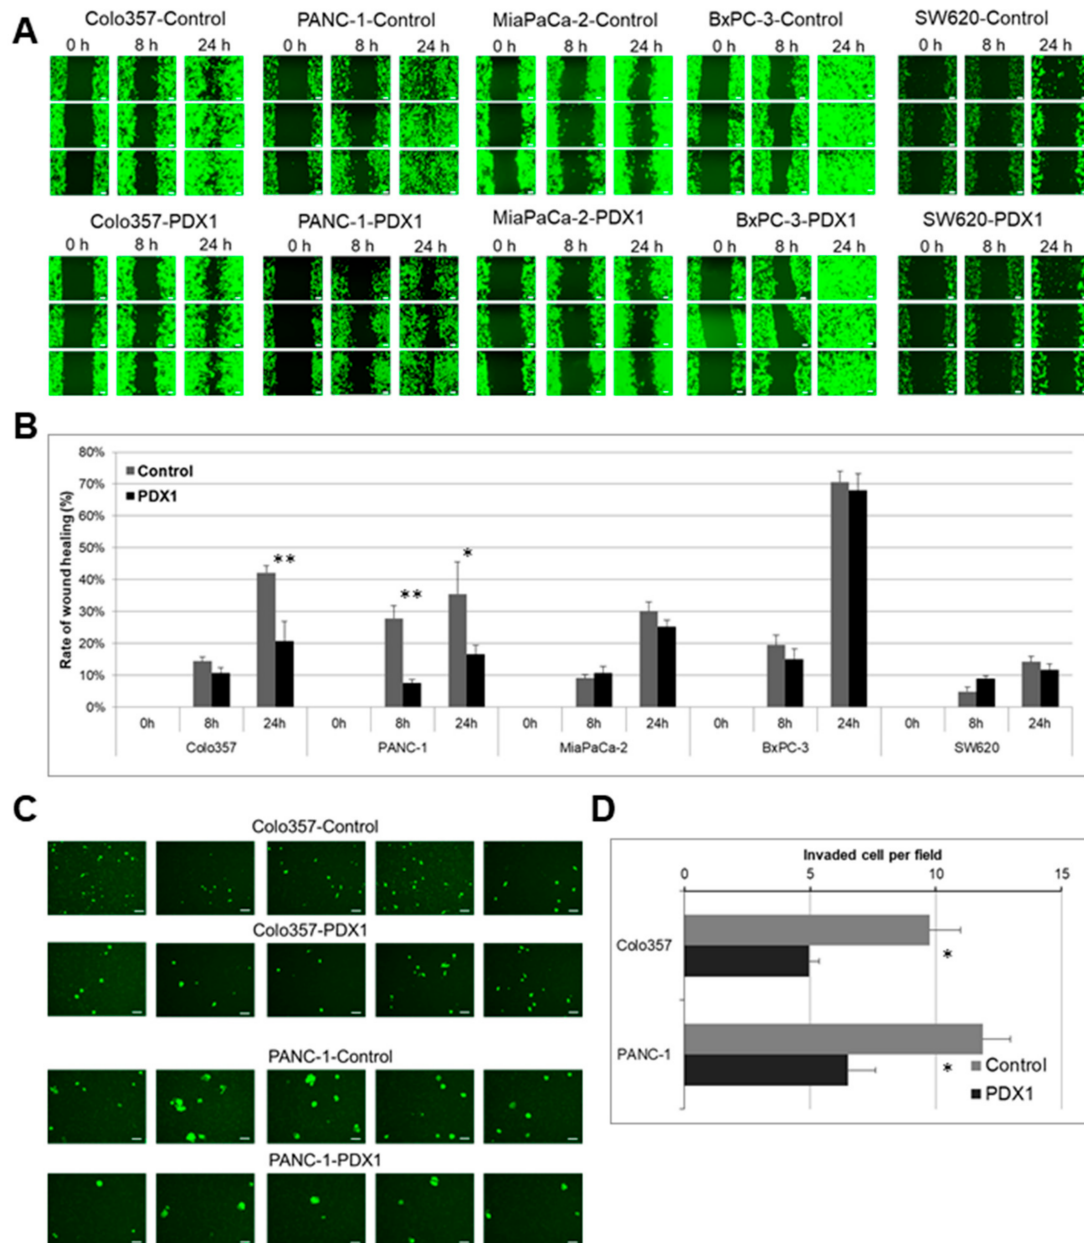 A
Colo357-Control PANC-1-Control MiaPaCa-2-Control BxPC-3-Control SW620-Control
0 h 8 h 24 h 0 h 8 h 24 h 0 h 8 h 24 h 0 h 8 h 24 h 0 h 8 h 24 h
Colo357-PDX1 PANC-1-PDX1 MiaPaCa-2-PDX1 BxPC-3-PDX1 SW620-PDX1
0 h 8 h 24 h 0 h 8 h 24 h 0 h 8 h 24 h 0 h 8 h 24 h 0 h 8 h 24 h
B
Rate of wound healing (%)
80%
70%
60%
50%
40%
30%
20%
10%
0%
Control
PDX1
** ** *
0h 8h 24h 0h 8h 24h 0h 8h 24h 0h 8h 24h 0h 8h 24h
Colo357 PANC-1 MiaPaCa-2 BxPC-3 SW620
C
Colo357-Control
Colo357-PDX1
PANC-1-Control
PANC-1-PDX1
D
Invaded cell per field
0 5 10 15
Colo357
*
PANC-1
*
Control
PDX1